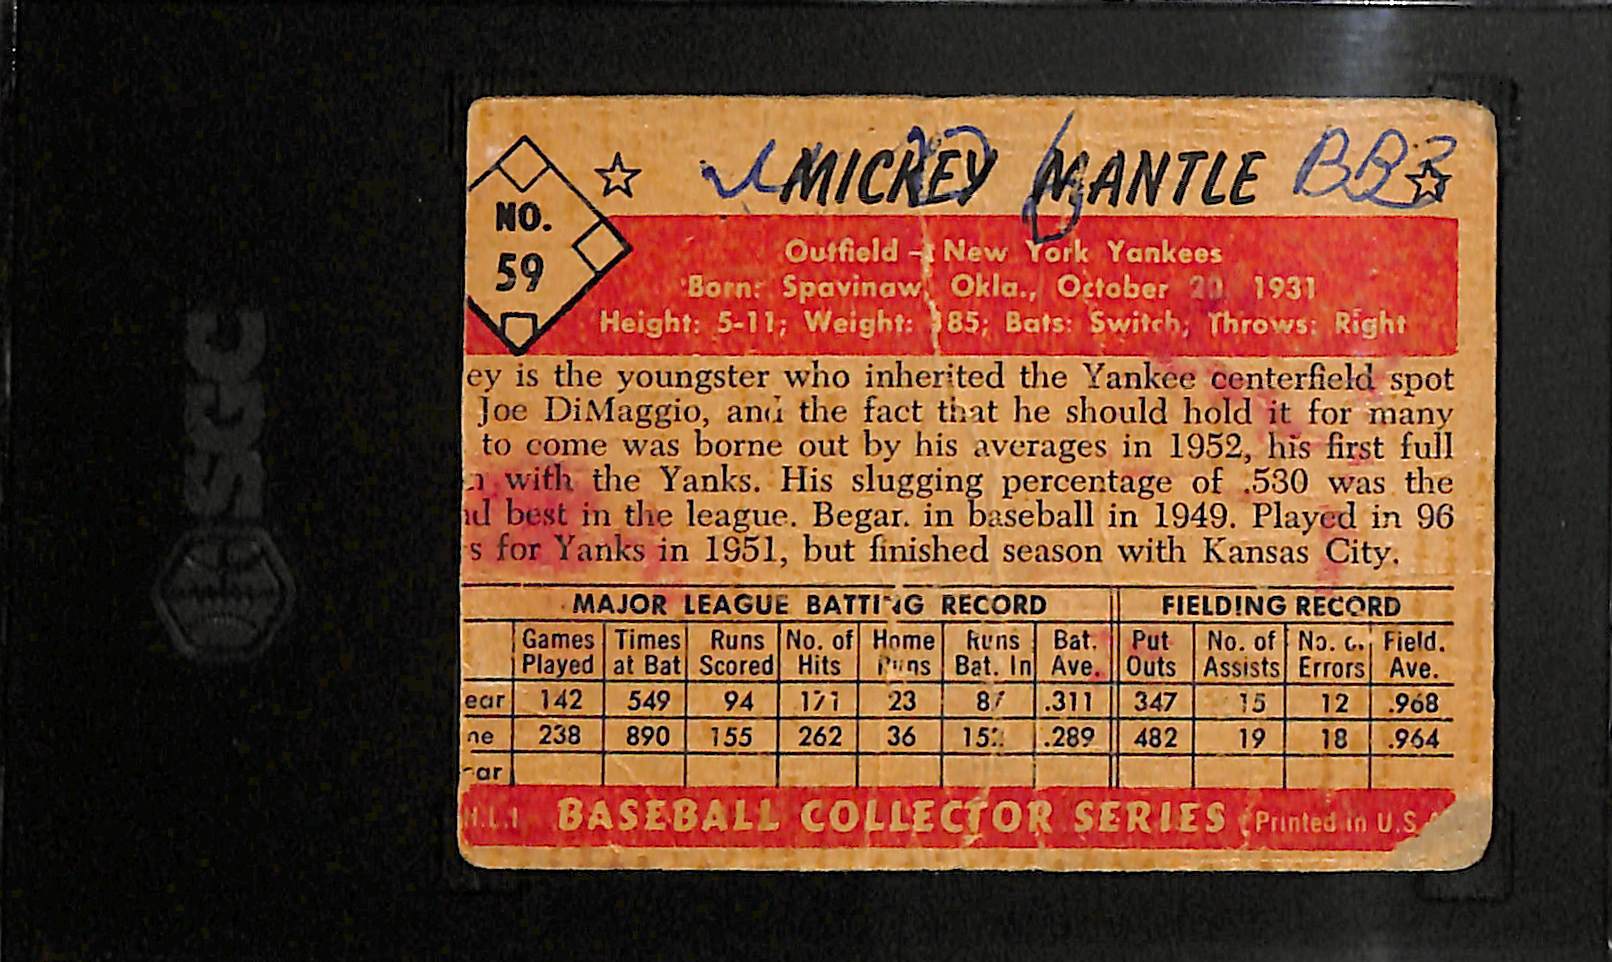 NO. 59
MICKEY MANTLE BB
Outfield - New York Yankees
Born: Spavinaw, Okla., October 20, 1931
Height: 5-11; Weight: 185; Bats: Switch; Throws: Right
ey is the youngster who inherited the Yankee centerfield spot
Joe DiMaggio, and the fact that he should hold it for many
to come was borne out by his averages in 1952, his first full
n with the Yanks. His slugging percentage of .530 was the
nd best in the league. Began in baseball in 1949. Played in 96
s for Yanks in 1951, but finished season with Kansas City.
MAJOR LEAGUE BATTING RECORD FIELDING RECORD
Games Played Times at Bat Runs Scored No. of Hits Home Runs Runs Bat. In Bat. Ave. Put Outs No. of Assists No. of Errors Field. Ave.
ear 142 549 94 171 23 87 .311 347 15 12 .968
ne 238 890 155 262 36 152 .289 482 19 18 .964
ar
BASEBALL COLLECTOR SERIES Printed in U.S.
SGC